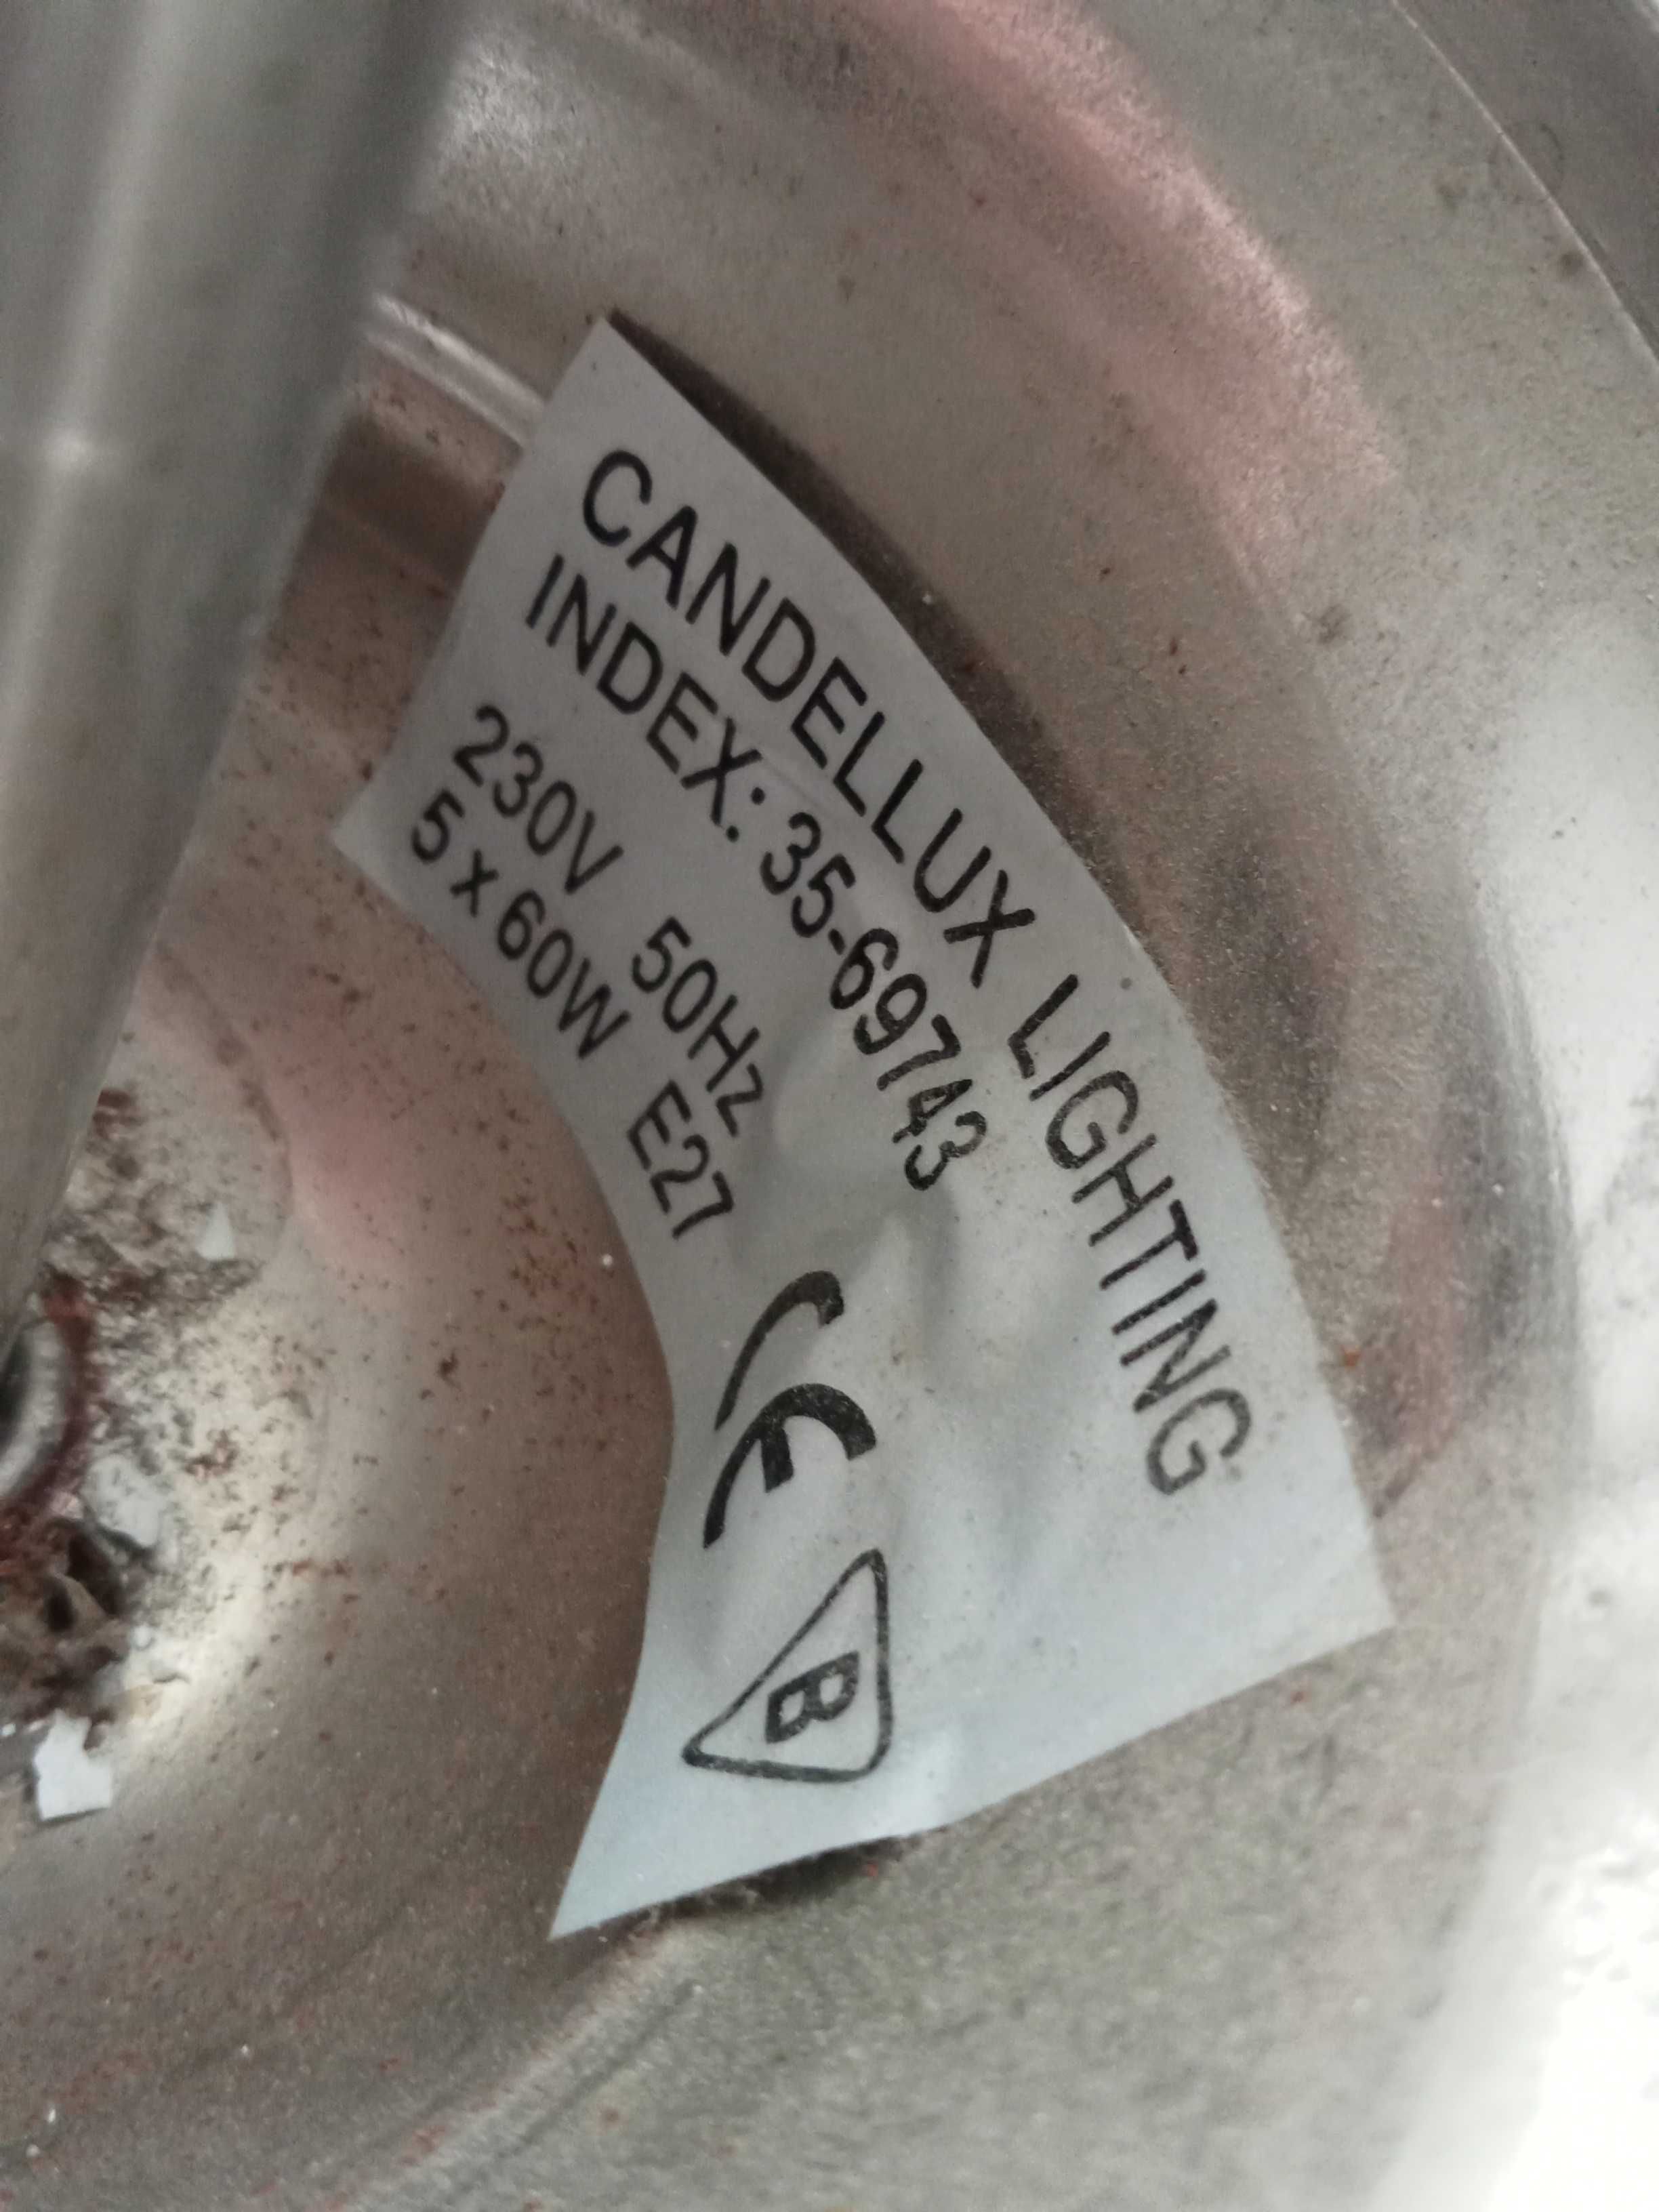 CANDELLUX LIGHTING
INDEX: 35-69743
230V 50Hz
5 x 60W E27
CE
B